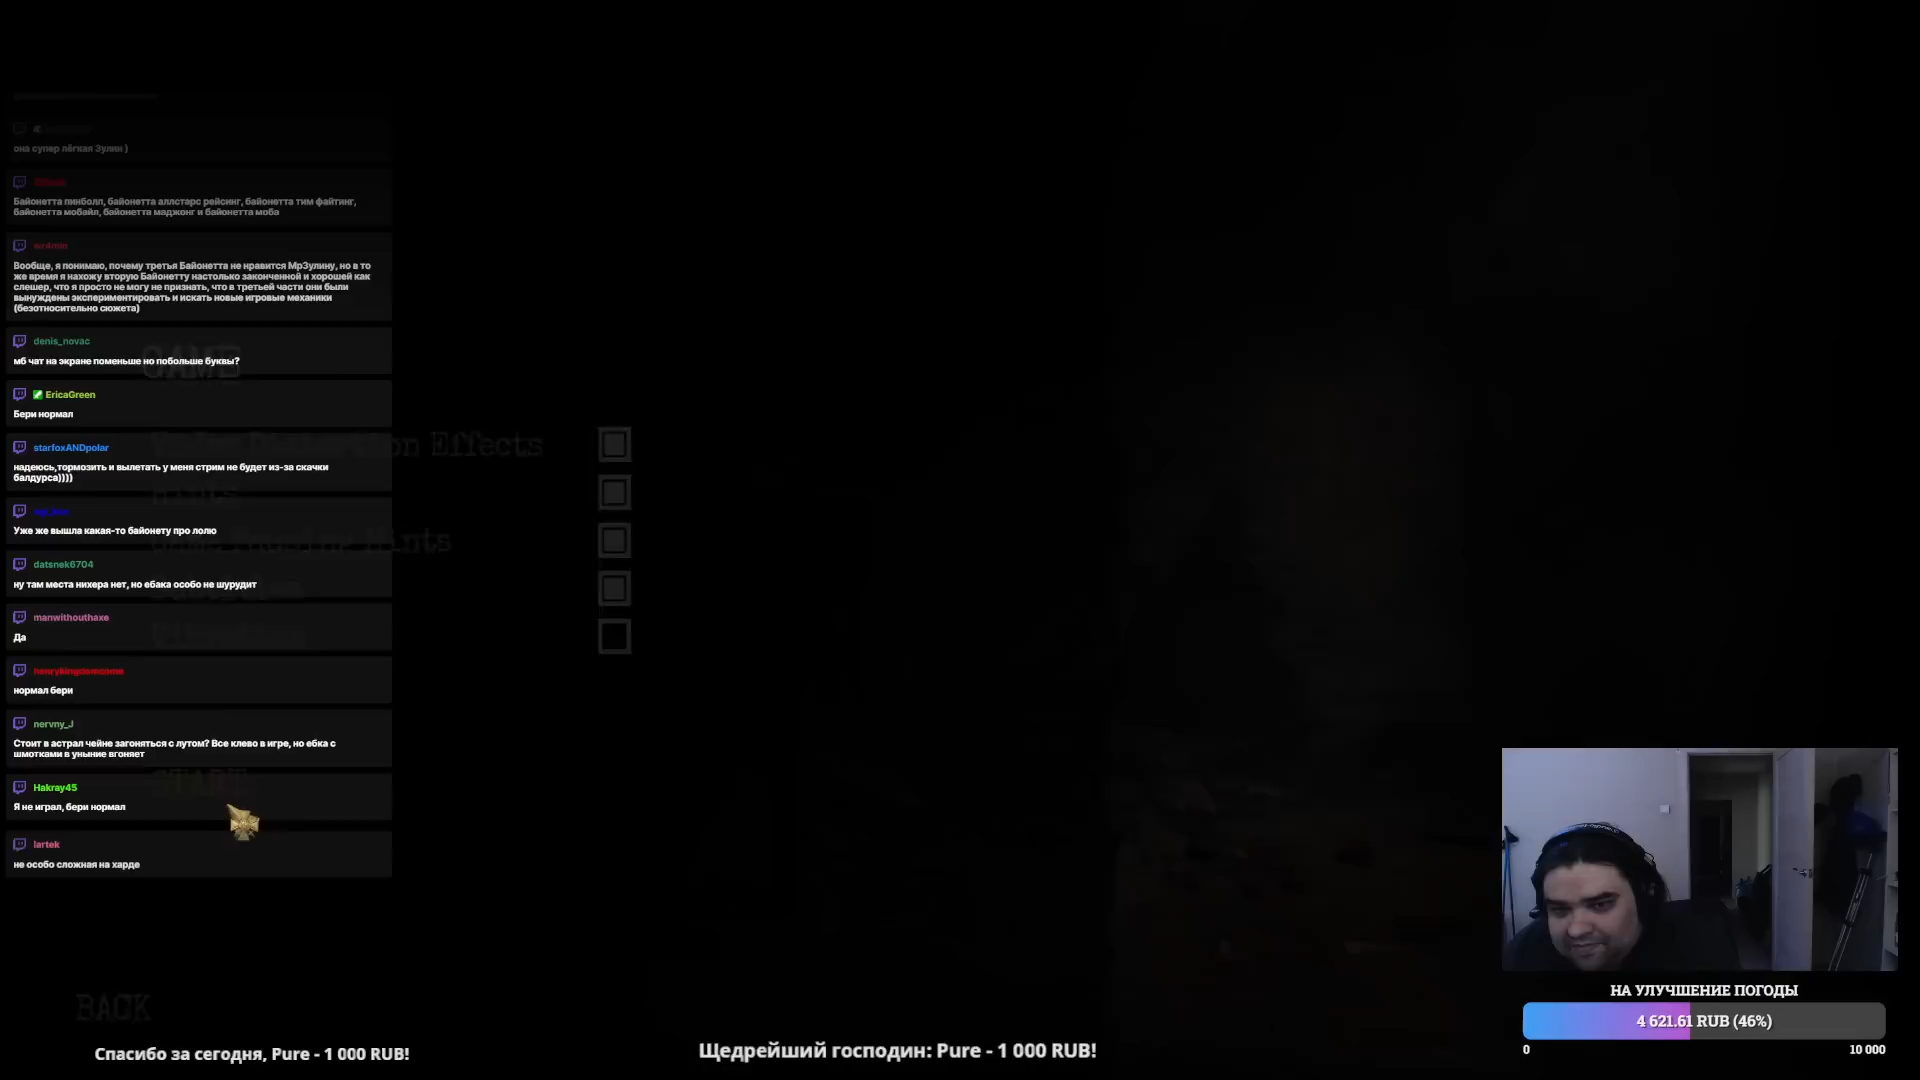 она супер лёгкая Зулин )
Байонетта пинболл, байонетта аллстарс рейсинг, байонетта тим файтинг,
байонетта мобайл, байонетта маджонг и байонетта моба
wr4min
Вообще, я понимаю, почему третья Байонетта не нравится МрЗулину, но в то
же время я нахожу вторую Байонетту настолько законченной и хорошей как
слешер, что я просто не могу не признать, что в третьей части они были
вынуждены экспериментировать и искать новые игровые механики
(безотносительно сюжета)
denis_novac
мб чат на экране поменьше но побольше буквы?
GAME
EricaGreen
Бери нормал
Effects
starfoxANDpolar
надеюсь,тормозить и вылетать у меня стрим не будет из-за скачки
балдурса))))
Hints
Уже же вышла какая-то байонету про лолю
Hints
datsnek6704
ну там места нихера нет, но ебака особо не шурудит
manwithouthaxe
Да
henrykingdomcome
нормал бери
nervny_J
Стоит в астрал чейне загоняться с лутом? Все клево в игре, но ебка с
шмотками в уныние вгоняет
START
Hakray45
Я не играл, бери нормал
lartek
не особо сложная на харде
BACK
Спасибо за сегодня, Pure - 1 000 RUB!
Щедрейший господин: Pure - 1 000 RUB!
НА УЛУЧШЕНИЕ ПОГОДЫ
4 621.61 RUB (46%)
0
10 000